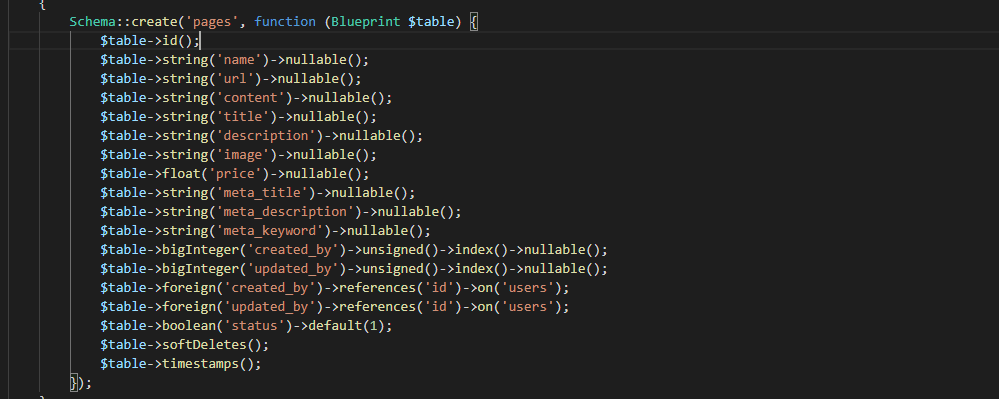 {
Schema::create('pages', function (Blueprint $table) {
$table->id();
$table->string('name')->nullable();
$table->string('url')->nullable();
$table->string('content')->nullable();
$table->string('title')->nullable();
$table->string('description')->nullable();
$table->string('image')->nullable();
$table->float('price')->nullable();
$table->string('meta_title')->nullable();
$table->string('meta_description')->nullable();
$table->string('meta_keyword')->nullable();
$table->bigInteger('created_by')->unsigned()->index()->nullable();
$table->bigInteger('updated_by')->unsigned()->index()->nullable();
$table->foreign('created_by')->references('id')->on('users');
$table->foreign('updated_by')->references('id')->on('users');
$table->boolean('status')->default(1);
$table->softDeletes();
$table->timestamps();
});
}